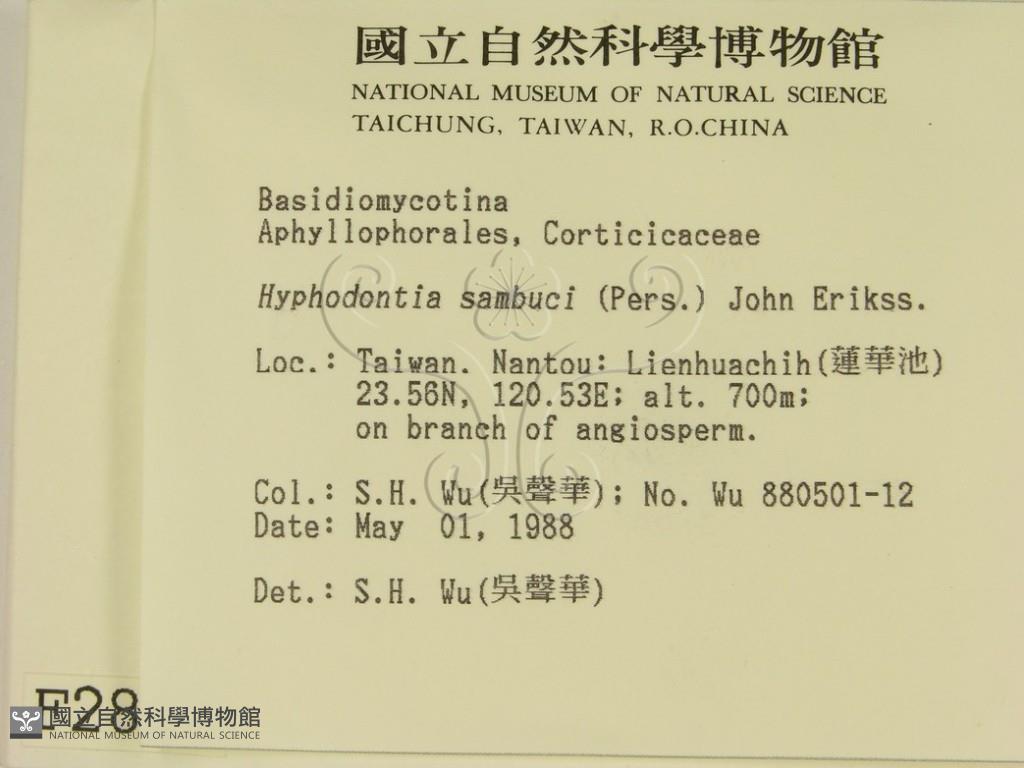 國立自然科學博物館
NATIONAL MUSEUM OF NATURAL SCIENCE
TAICHUNG, TAIWAN, R.O.CHINA
Basidiomycotina
Aphyllophorales, Corticicaceae
Hyphodontia sambuci (Pers.) John Erikss.
Loc.: Taiwan. Nantou: Lienhuachih(蓮華池)
23.56N, 120.53E; alt. 700m;
on branch of angiosperm.
Col.: S.H. Wu(吳聲華); No. Wu 880501-12
Date: May 01, 1988
Det.: S.H. Wu(吳聲華)
F28
國立自然科學博物館
NATIONAL MUSEUM OF NATURAL SCIENCE